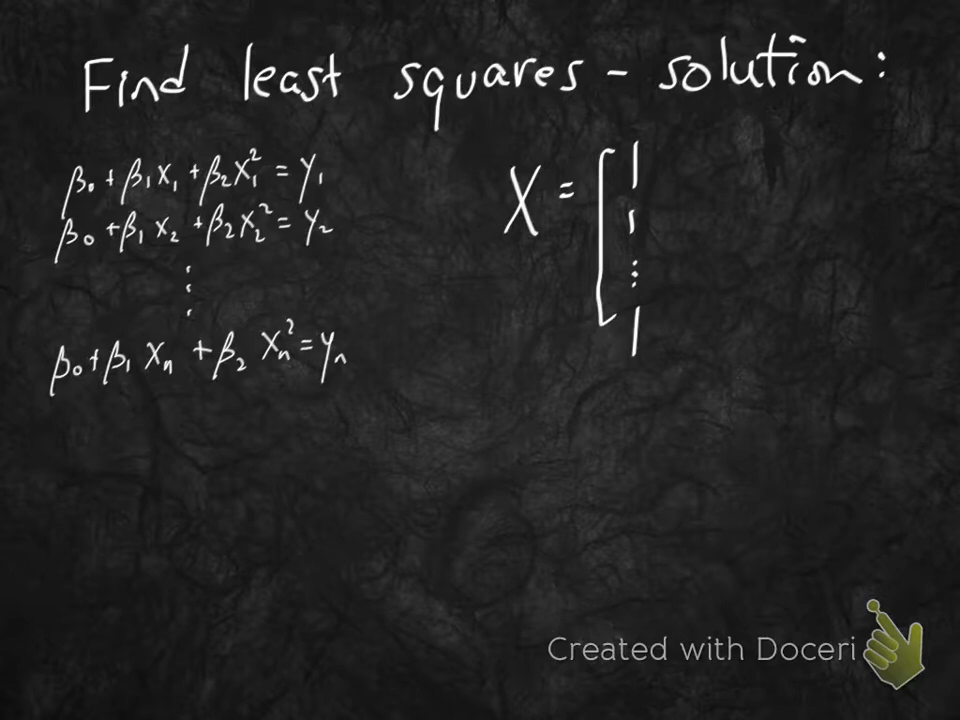 Find least squares - solution:
β₀ + β₁x₁ + β₂x₁² = y₁
β₀ + β₁x₂ + β₂x₂² = y₂
⋮
β₀ + β₁xₙ + β₂xₙ² = yₙ
X = [ 1
1
⋮
1
Created with Doceri